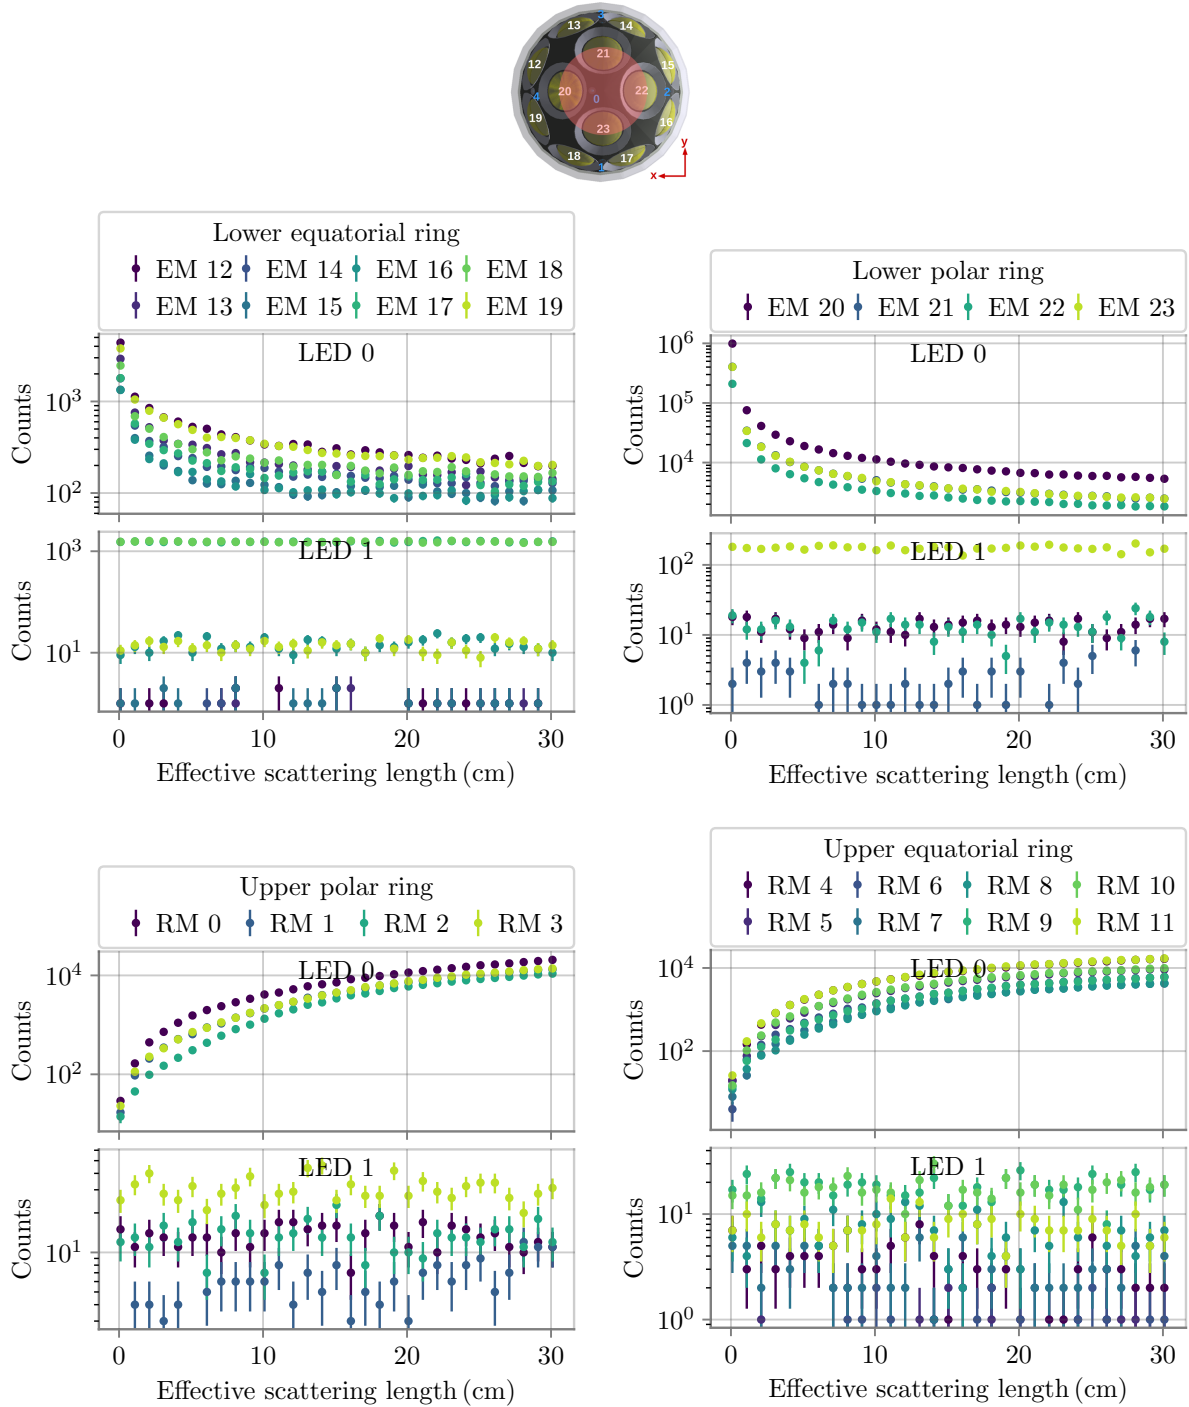 3
13 14
21
12 15
20 22
4 0 2
19 16
23
18 17
1
y
x
Lower equatorial ring
EM 12 EM 14 EM 16 EM 18
EM 13 EM 15 EM 17 EM 19
LED 0
Counts
10^3
10^2
LED 1
Counts
10^3
10^1
0 10 20 30
Effective scattering length (cm)
Lower polar ring
EM 20 EM 21 EM 22 EM 23
LED 0
Counts
10^6
10^5
10^4
LED 1
Counts
10^2
10^1
10^0
0 10 20 30
Effective scattering length (cm)
Upper polar ring
RM 0 RM 1 RM 2 RM 3
LED 0
Counts
10^4
10^2
LED 1
Counts
10^1
0 10 20 30
Effective scattering length (cm)
Upper equatorial ring
RM 4 RM 6 RM 8 RM 10
RM 5 RM 7 RM 9 RM 11
LED 0
Counts
10^4
10^2
LED 1
Counts
10^1
10^0
0 10 20 30
Effective scattering length (cm)